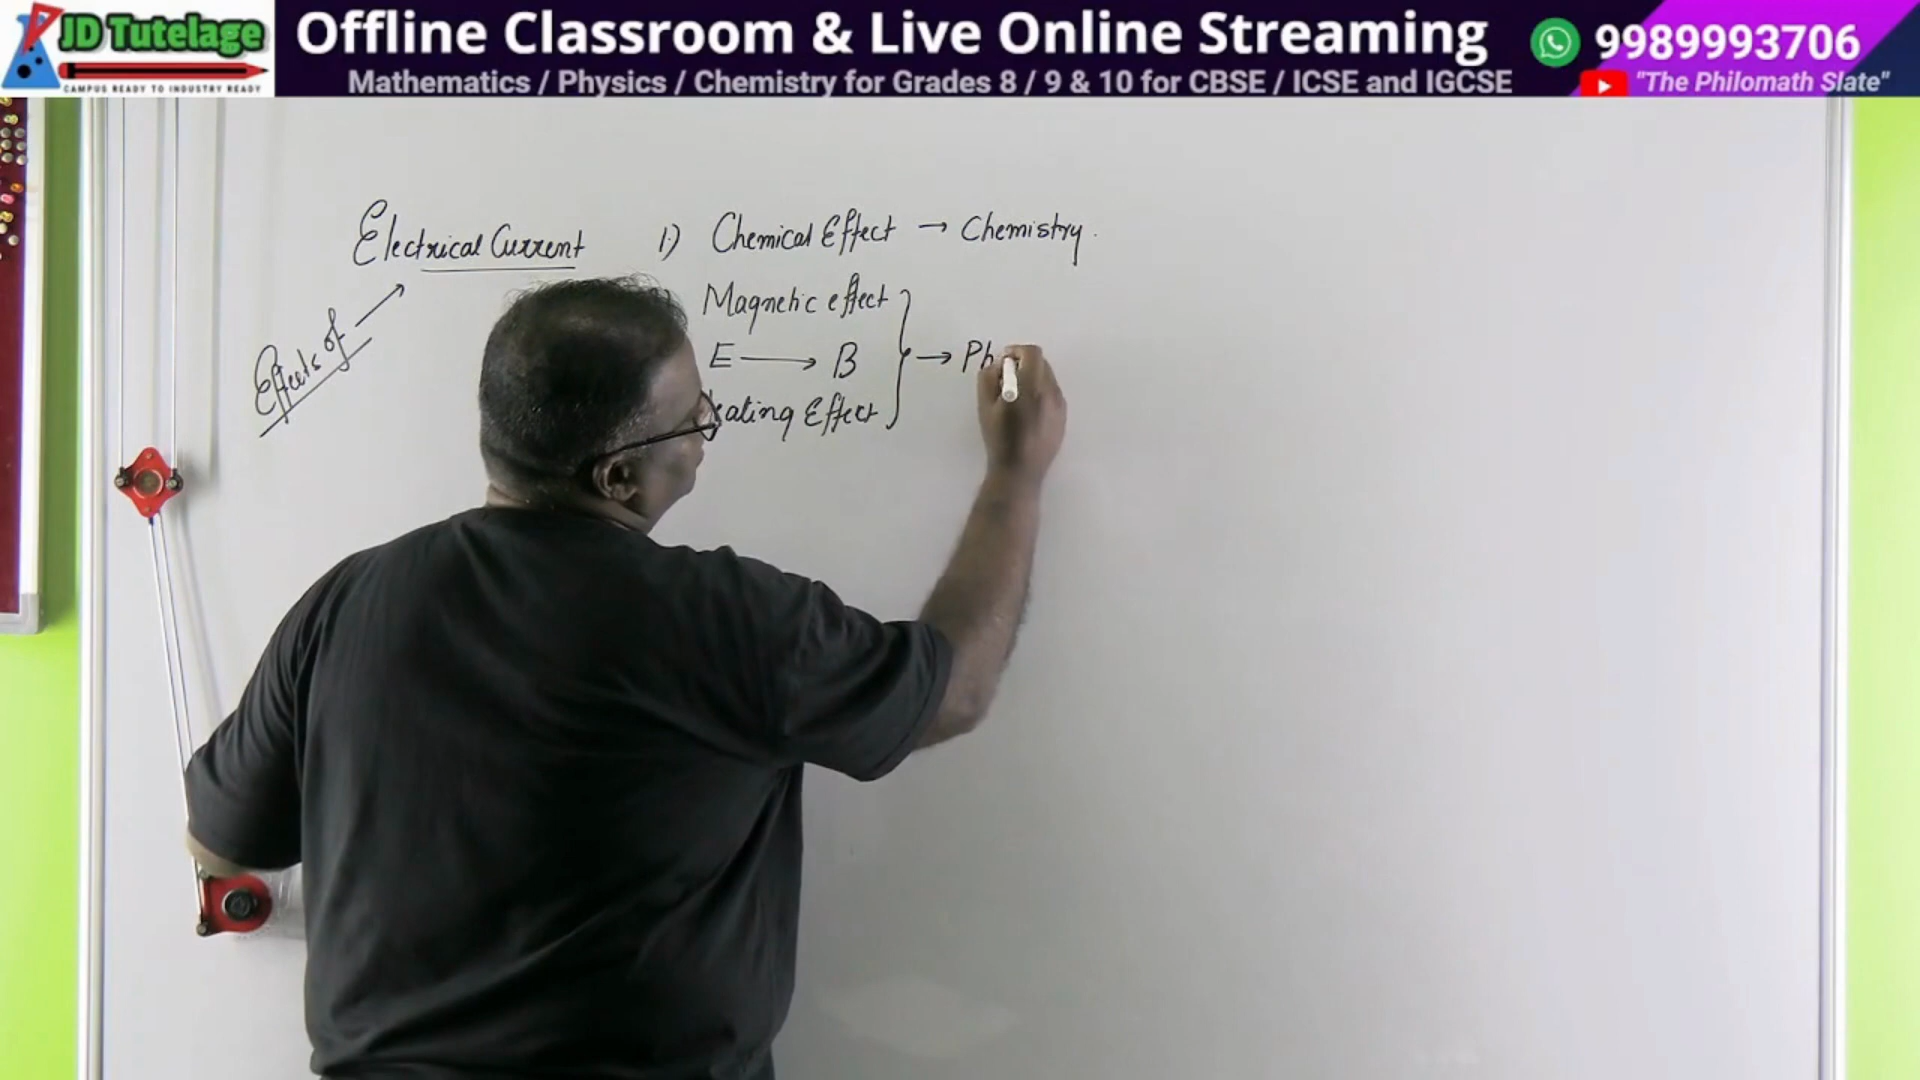 JD Tutelage
CAMPUS READY TO INDUSTRY READY
Offline Classroom & Live Online Streaming
Mathematics / Physics / Chemistry for Grades 8 / 9 & 10 for CBSE / ICSE and IGCSE
9989993706
"The Philomath Slate"
Electrical Current
Effects of
1.) Chemical Effect → Chemistry.
Magnetic effect
E → B
eating Effect
→ Ph